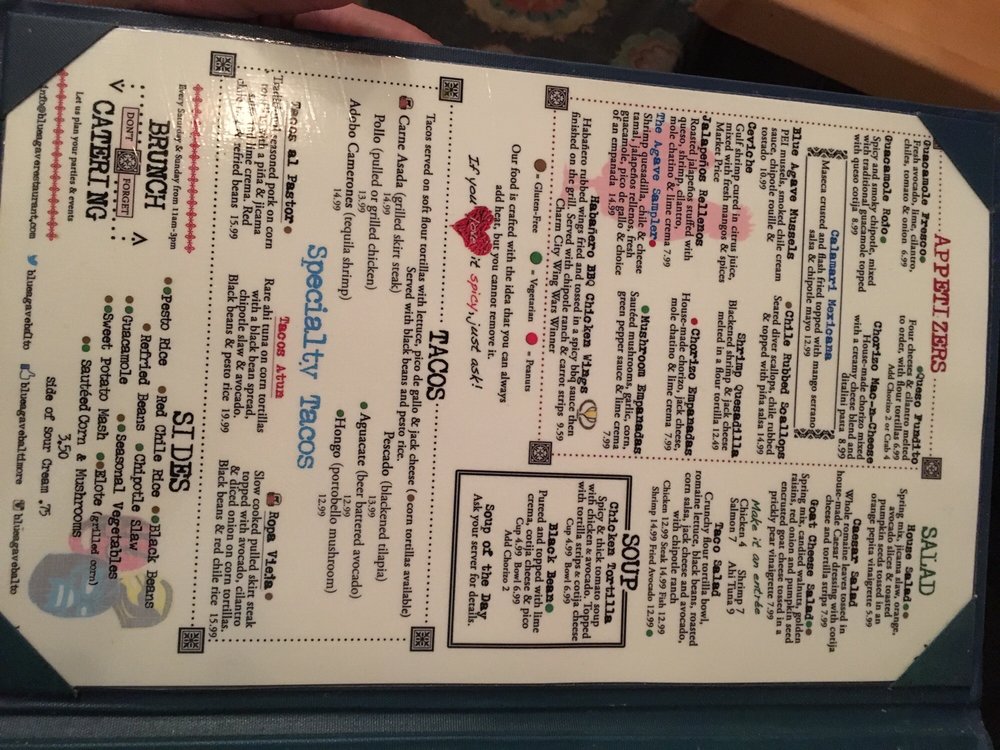 APPETIZERS
Guacamole Fresco
Fresh avocado, lime, cilantro,
chiles, tomato & onion 6.99
Guacamole Rojo
Spicy and smoky chipotle, mixed
with traditional guacamole topped
with queso cotija 8.99
Queso Fundito
Four cheeses & cilantro melted
to order, with flour tortilla 6.99
Add Chorizo 2 or Crab 4
Chorizo Mac-n-Cheese
House-made chorizo mixed
with a creamy cheese blend and
cavatappi pasta 8.99
Calamari Mexicana
Maseca crusted and flash fried topped with mango serrano
salsa & chipotle mayo 12.99
Blue Agave Mussels
PEI mussels, smoked chile cream
sauce, chipotle rouille &
tostado 10.99
Ceviche
Gulf shrimp cured in citrus juice,
mixed with fresh mangos & spices
Market Price
Jalapeños Rellenos
Roasted jalapeños stuffed with
queso, shrimp, cilantro,
mole chatino & lime crema 7.99
The Agave Sampler
Shrimp quesadilla, chile & cheese
tamal, jalapeños rellenos, fresh
guacamole, pico de gallo & choice
of an empanada 14.99
Chile Rubbed Scallops
Seared diver scallops, chile rubbed
& topped with piña salsa 14.99
Shrimp Quesadilla
Blackened shrimp & jack cheese
melted in a flour tortilla 12.49
Chorizo Empanadas
House-made chorizo, jack cheese,
mole chatino & lime crema
7.99
Mushroom Empanadas
Sautéed mushrooms, garlic, corn,
green pepper sauce & lime crema
7.99
Habañero BBQ Chicken Wings
Habañero rubbed wings fried and tossed in a spicy bbq sauce then
finished on the grill. Served with chipotle ranch & carrot strips 9.59
Charm City Wing Wars Winner
= Gluten-Free = Vegetarian = Peanuts
Our food is crafted with the idea that you can always
add heat, but you cannot remove it.
If you love it spicy, just ask!
SALAD
House Salad
Spring mix, jicama slaw, orange,
avocado slices & toasted
pumpkin seeds tossed in an
orange pepita vinaigrette 5.99
Caesar Salad
Whole romaine leaves tossed in
house-made Caesar dressing with cotija
cheese and tortilla strips 7.99
Goat Cheese Salad
Spring mix, candied walnuts, golden
raisins, red onion and pumpkin seed
encrusted goat cheese tossed in a
prickly pear vinaigrette 7.99
Make it an entrée
Chicken 4 Shrimp 7
Salmon 7 Ahi Tuna 9
Taco Salad
Crunchy flour tortilla bowl,
romaine lettuce, black beans, roasted
corn salsa, jack cheese and avocado,
with chipotle ranch
Chicken 12.99 Steak 14.99 Fish 12.99
Shrimp 14.99 Fried Avocado 12.99
SOUP
Chicken Tortilla
Spicy & thick tomato soup
with chicken & avocado. Topped
with tortilla strips & cotija cheese
Cup 4.99 Bowl 6.99
Black Bean
Pureed and topped with lime
crema, cotija cheese & pico
Cup 4.99 Bowl 6.99
Add Chorizo 2
Soup of the Day
Ask your server for details.
TACOS
Tacos served on soft flour tortillas with lettuce, pico de gallo & jack cheese (corn tortillas available)
Served with black beans and pesto rice.
Carne Asada (grilled skirt steak)
14.99
Pollo (pulled or grilled chicken)
13.99
Adobo Camerones (tequila shrimp)
14.99
Pescado (blackened tilapia)
13.99
Aguacate (beer battered avocado)
12.99
Hongo (portobello mushroom)
12.99
Specialty Tacos
Tacos al Pastor
Traditional seasoned pork on corn
tortillas with a piña & jicama
salsa and lime crema. Red
chile rice & refried beans 15.99
Tacos Atun
Rare ahi tuna on corn tortillas
with a black bean spread,
chipotle slaw & avocado.
Black beans & pesto rice 19.99
Ropa Vieja
Slow cooked pulled skirt steak
topped with avocado, cilantro
& diced onion on corn tortillas.
Black beans & red chile rice 15.99
BRUNCH
Every Saturday & Sunday from 11am-3pm
DON'T FORGET
CATERING
Let us plan your parties & events
info@blueagaverestaurant.com
SIDES
Pesto Rice Red Chile Rice Black Beans
Refried Beans Chipotle Slaw
Guacamole Seasonal Vegetables
Sweet Potato Mash Elote (grilled corn)
Sautéed Corn & Mushrooms
3.50
Side of Sour Cream .75
blueagavebalto
blueagavebaltimore
blueagavebalto